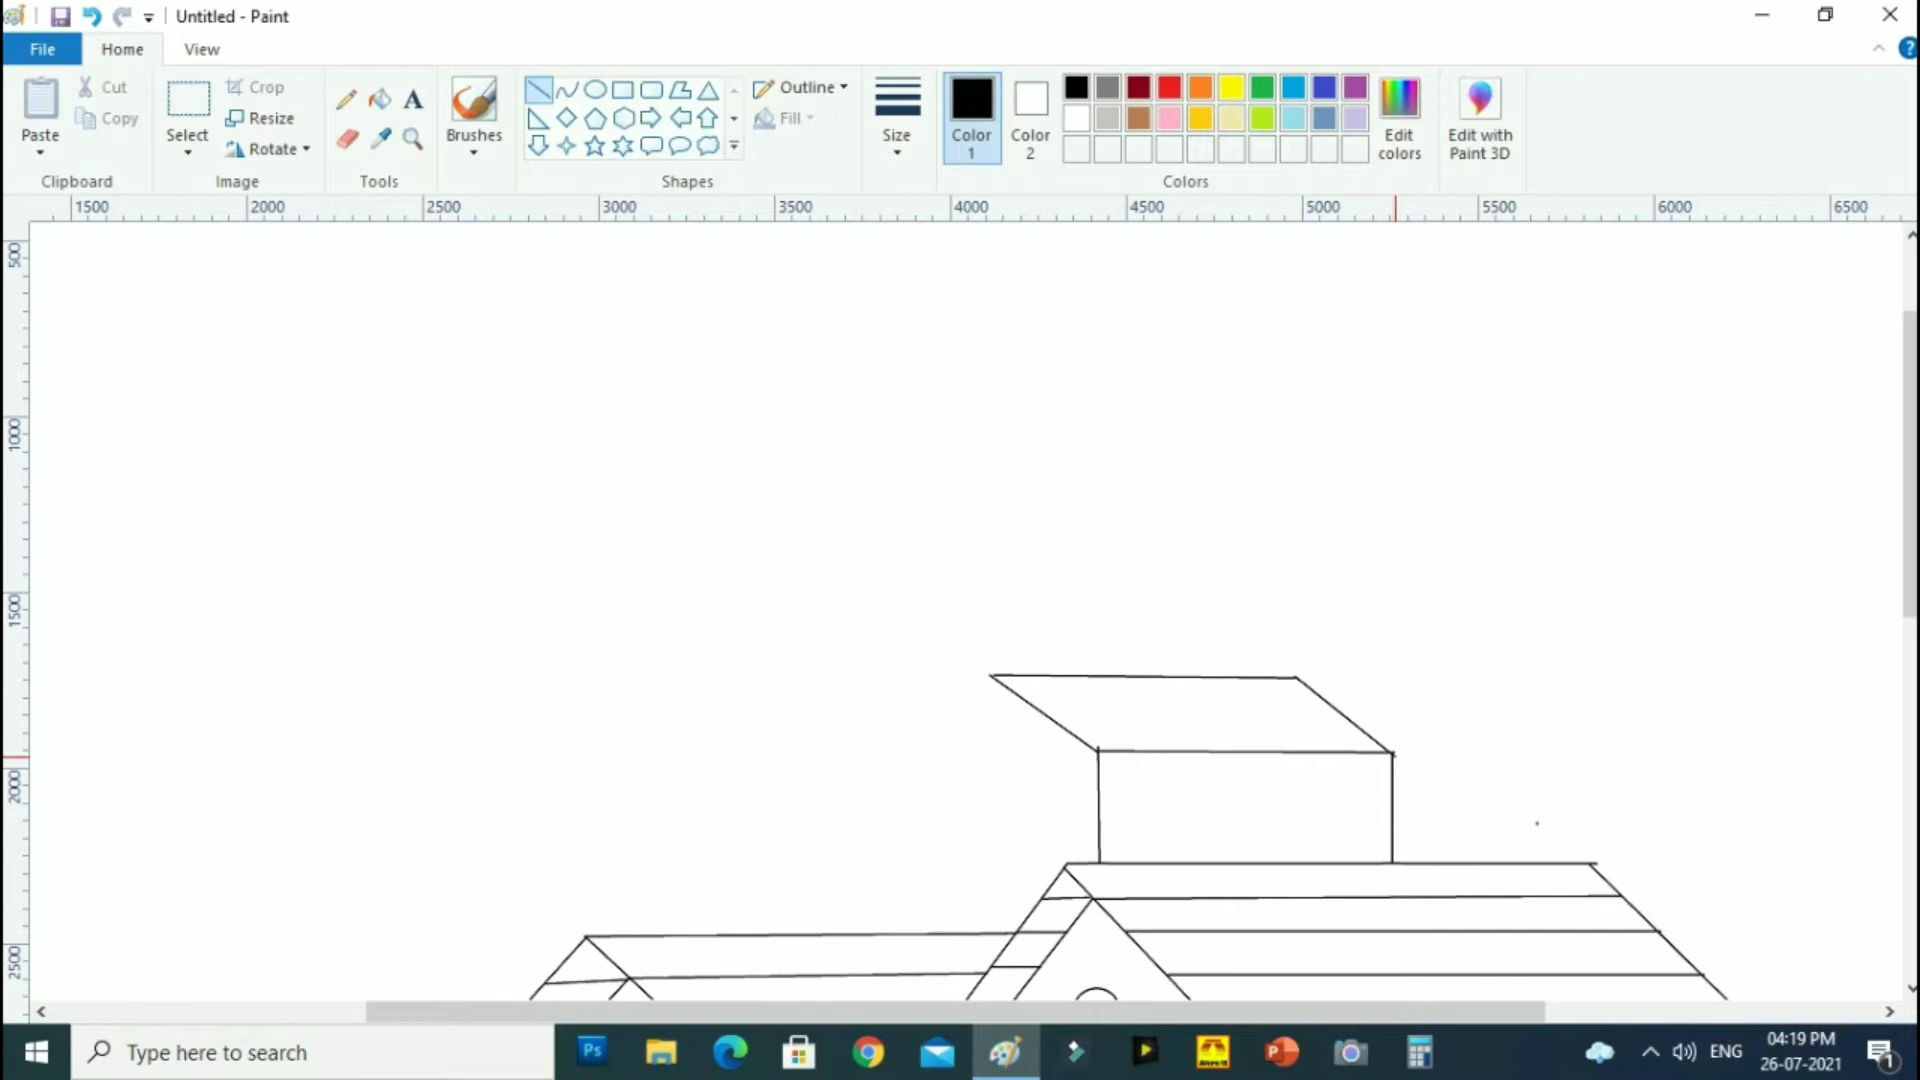 Untitled - Paint
File Home View
Paste
Cut
Copy
Clipboard
Select
Crop
Resize
Rotate
Image
A
Tools
Brushes
Shapes
Outline
Fill
Size
Color
1
Color
2
Colors
Edit
colors
Edit with
Paint 3D
1500 2000 2500 3000 3500 4000 4500 5000 5500 6000 6500
500
1000
1500
2000
2500
Type here to search
Ps
P
ENG
04:19 PM
26-07-2021
1